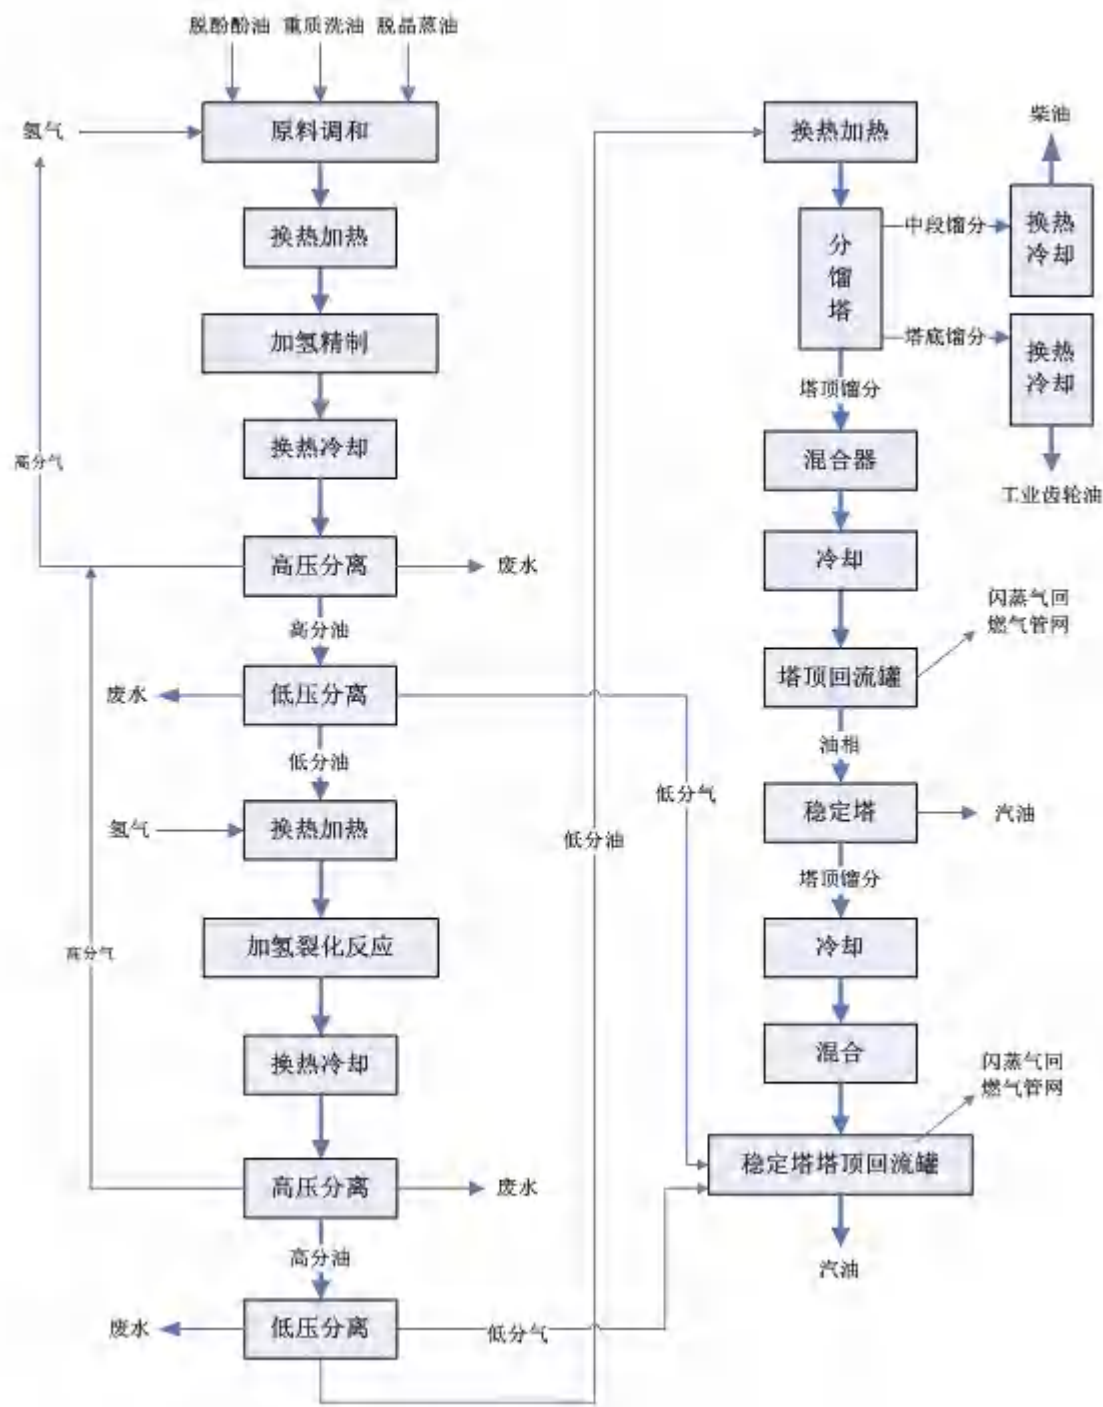 脱酚酚油
重质洗油
脱晶蒽油
氢气
原料调和
换热加热
加氢精制
换热冷却
高分气
高压分离
废水
高分油
废水
低压分离
低分油
低分气
氢气
换热加热
低分油
加氢裂化反应
高分气
换热冷却
高压分离
废水
高分油
废水
低压分离
低分气
换热加热
柴油
分
馏
塔
中段馏分
换热
冷却
塔底馏分
换热
冷却
工业齿轮油
塔顶馏分
混合器
冷却
闪蒸气回
燃气管网
塔顶回流罐
油相
稳定塔
汽油
塔顶馏分
冷却
混合
闪蒸气回
燃气管网
稳定塔塔顶回流罐
汽油